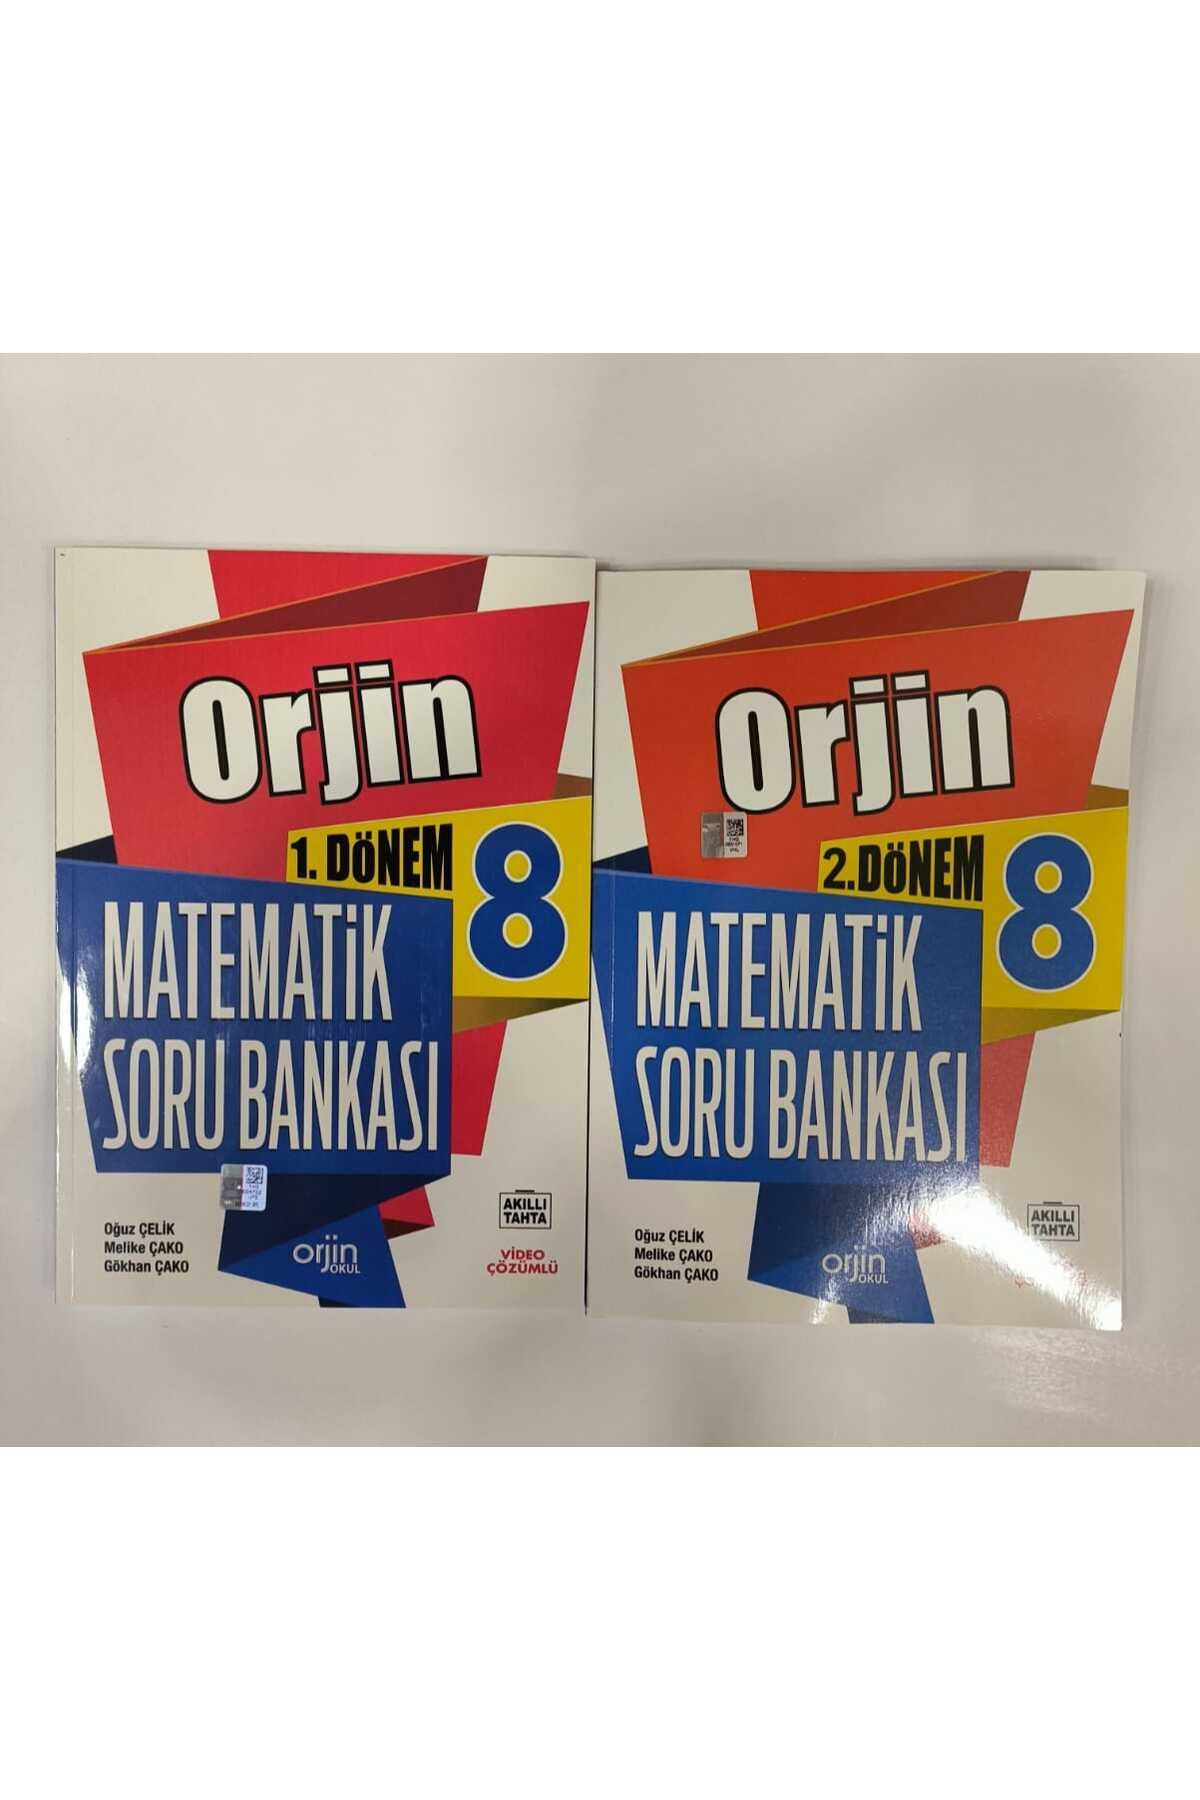 Orjin
1. DÖNEM
8
MATEMATİK
SORU BANKASI
Oğuz ÇELİK
Melike ÇAKO
Gökhan ÇAKO
orjin
OKUL
AKILLI
TAHTA
VİDEO
ÇÖZÜMLÜ
Orjin
2. DÖNEM
8
MATEMATİK
SORU BANKASI
Oğuz ÇELİK
Melike ÇAKO
Gökhan ÇAKO
orjin
OKUL
AKILLI
TAHTA